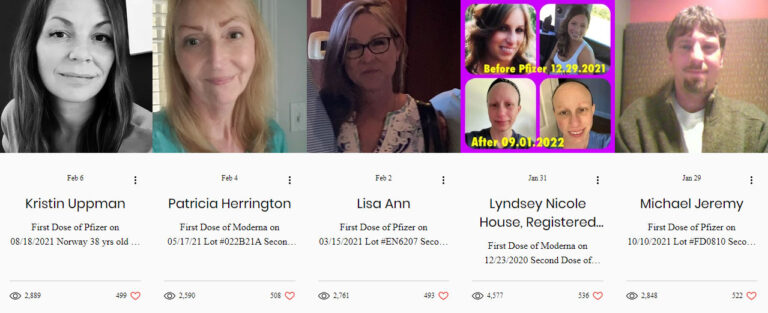 Before Pfizer 12.29.2021
After 09.01.2022
Feb 6
Kristin Uppman
First Dose of Pfizer on
08/18/2021 Norway 38 yrs old ...
2,889
499
Feb 4
Patricia Herrington
First Dose of Moderna on
05/17/21 Lot #022B21A Secon...
2,590
508
Feb 2
Lisa Ann
First Dose of Pfizer on
03/15/2021 Lot #EN6207 Seco...
2,761
493
Jan 31
Lyndsey Nicole
House, Registered...
First Dose of Moderna on
12/23/2020 Second Dose of...
4,577
536
Jan 29
Michael Jeremy
First Dose of Pfizer on
10/10/2021 Lot #FD0810 Seco...
2,848
522